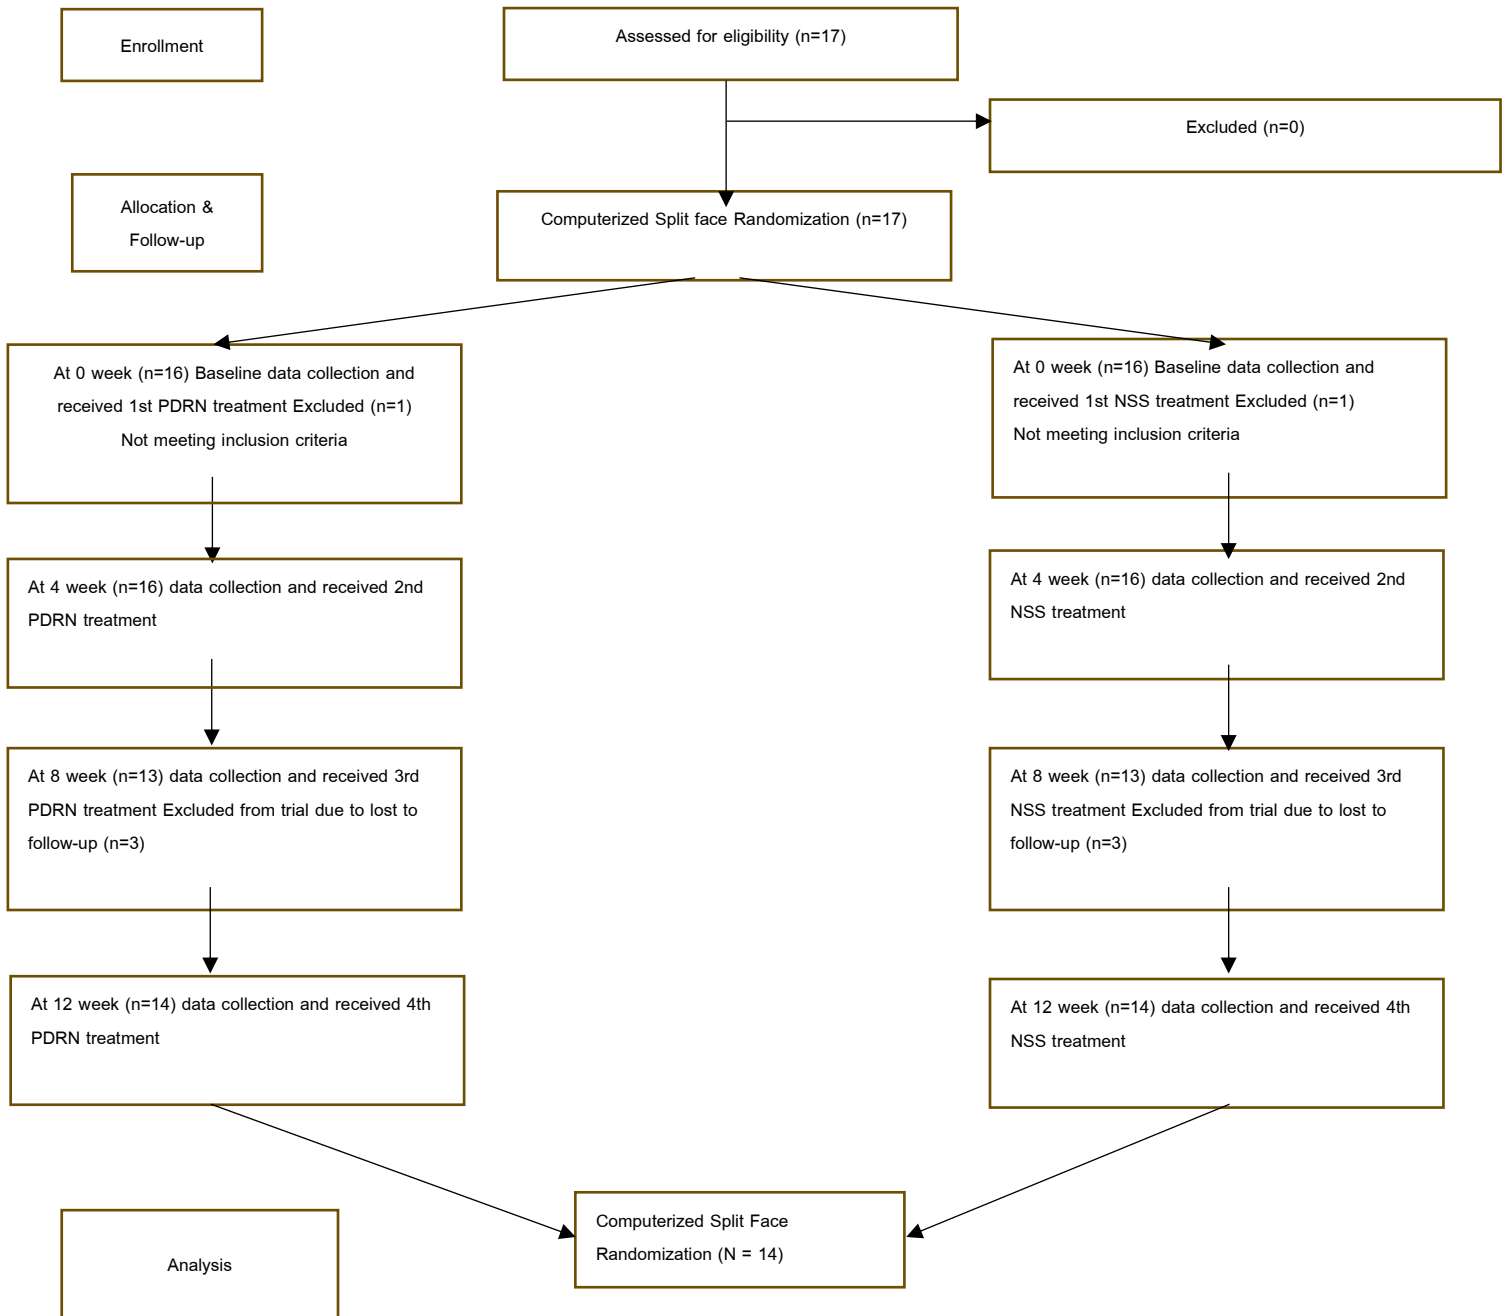 Enrollment
Assessed for eligibility (n=17)
Excluded (n=0)
Allocation &
Follow-up
Computerized Split face Randomization (n=17)
At 0 week (n=16) Baseline data collection and
received 1st PDRN treatment Excluded (n=1)
Not meeting inclusion criteria
At 0 week (n=16) Baseline data collection and
received 1st NSS treatment Excluded (n=1)
Not meeting inclusion criteria
At 4 week (n=16) data collection and received 2nd
PDRN treatment
At 4 week (n=16) data collection and received 2nd
NSS treatment
At 8 week (n=13) data collection and received 3rd
PDRN treatment Excluded from trial due to lost to
follow-up (n=3)
At 8 week (n=13) data collection and received 3rd
NSS treatment Excluded from trial due to lost to
follow-up (n=3)
At 12 week (n=14) data collection and received 4th
PDRN treatment
At 12 week (n=14) data collection and received 4th
NSS treatment
Computerized Split Face
Randomization (N = 14)
Analysis